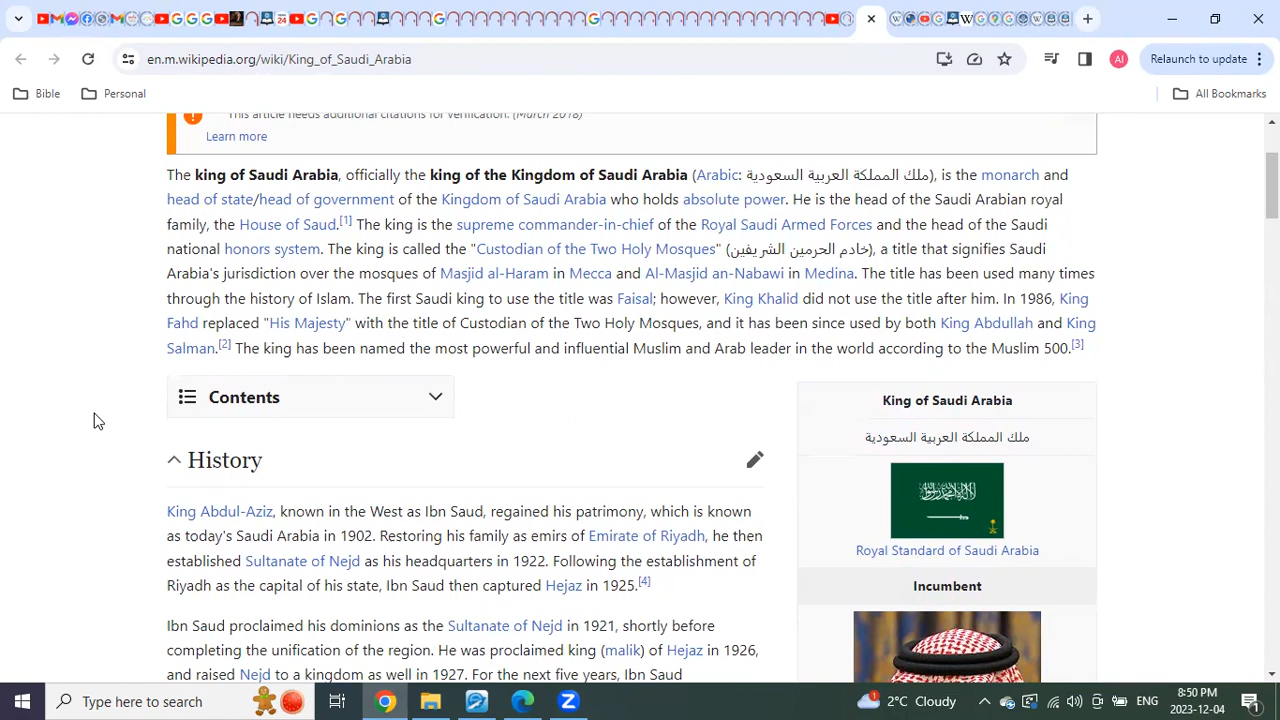 Relaunch to update
en.m.wikipedia.org/wiki/King_of_Saudi_Arabia
AI
Bible
Personal
All Bookmarks
This article needs additional citations for verification. (March 2018)
Learn more
The king of Saudi Arabia, officially the king of the Kingdom of Saudi Arabia (Arabic: ملك المملكة العربية السعودية), is the monarch and
head of state/head of government of the Kingdom of Saudi Arabia who holds absolute power. He is the head of the Saudi Arabian royal
family, the House of Saud.[1] The king is the supreme commander-in-chief of the Royal Saudi Armed Forces and the head of the Saudi
national honors system. The king is called the "Custodian of the Two Holy Mosques" (خادم الحرمين الشريفين), a title that signifies Saudi
Arabia's jurisdiction over the mosques of Masjid al-Haram in Mecca and Al-Masjid an-Nabawi in Medina. The title has been used many times
through the history of Islam. The first Saudi king to use the title was Faisal; however, King Khalid did not use the title after him. In 1986, King
Fahd replaced "His Majesty" with the title of Custodian of the Two Holy Mosques, and it has been since used by both King Abdullah and King
Salman.[2] The king has been named the most powerful and influential Muslim and Arab leader in the world according to the Muslim 500.[3]
Contents
History
King Abdul-Aziz, known in the West as Ibn Saud, regained his patrimony, which is known
as today's Saudi Arabia in 1902. Restoring his family as emirs of Emirate of Riyadh, he then
established Sultanate of Nejd as his headquarters in 1922. Following the establishment of
Riyadh as the capital of his state, Ibn Saud then captured Hejaz in 1925.[4]
Ibn Saud proclaimed his dominions as the Sultanate of Nejd in 1921, shortly before
completing the unification of the region. He was proclaimed king (malik) of Hejaz in 1926,
and raised Nejd to a kingdom as well in 1927. For the next five years, Ibn Saud
King of Saudi Arabia
ملك المملكة العربية السعودية
Royal Standard of Saudi Arabia
Incumbent
Type here to search
2°C Cloudy
ENG
8:50 PM
2023-12-04
1